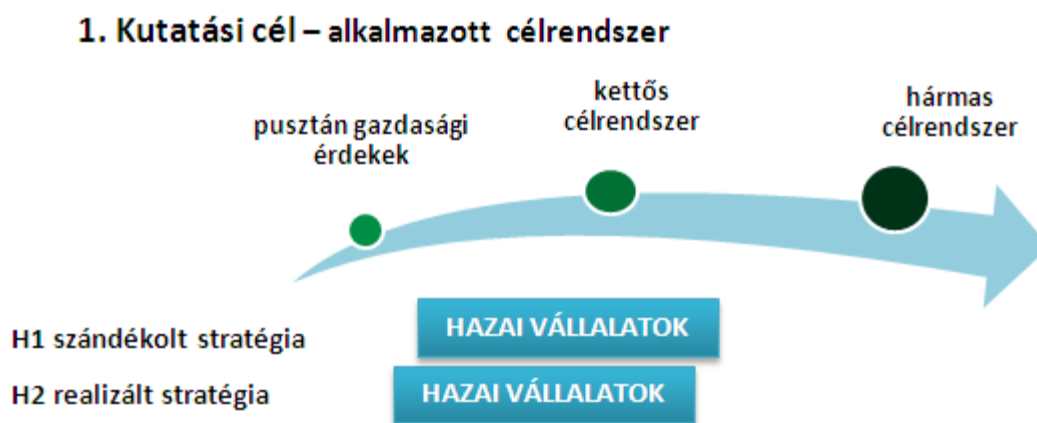 1. Kutatási cél – alkalmazott célrendszer
pusztán gazdasági
érdekek
kettős
célrendszer
hármas
célrendszer
H1 szándékolt stratégia
HAZAI VÁLLALATOK
H2 realizált stratégia
HAZAI VÁLLALATOK